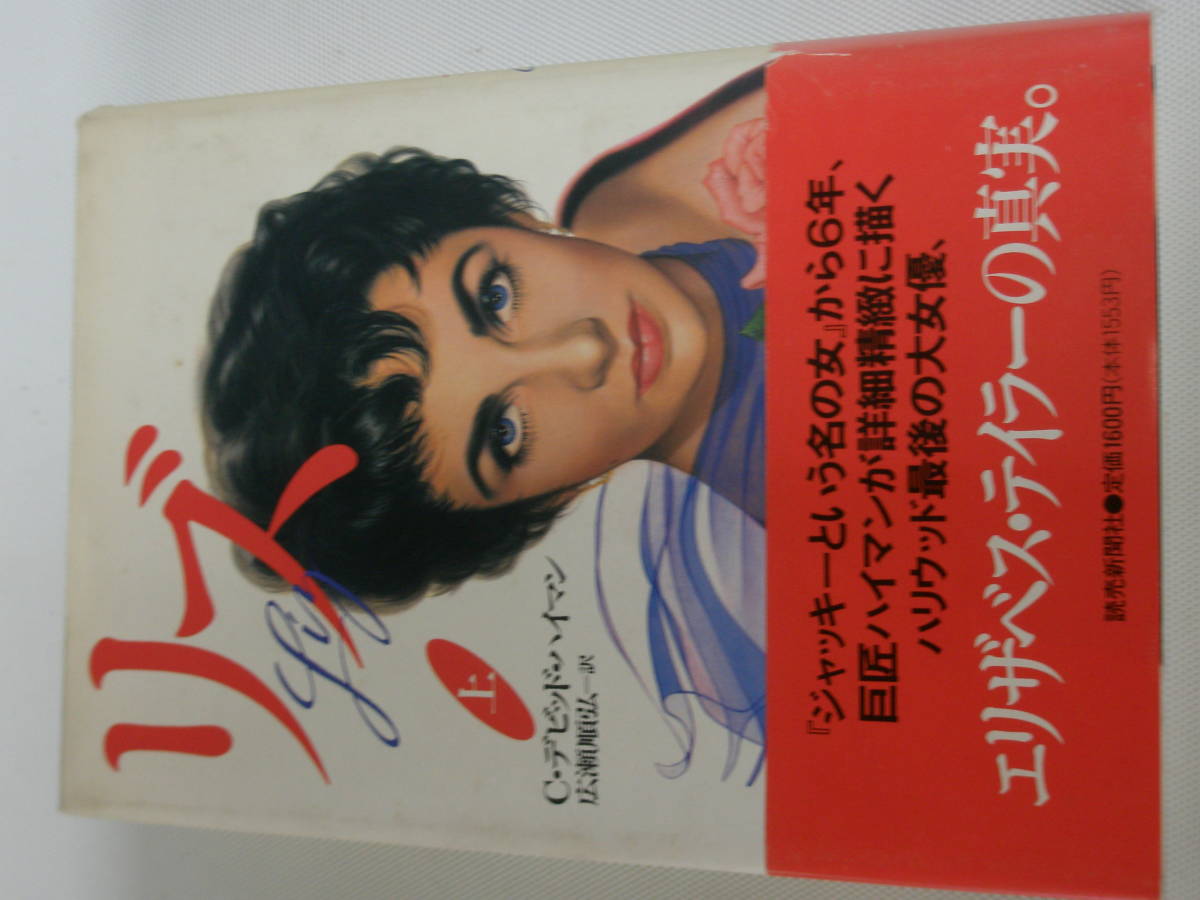 リズ
Liz
上
C・デビッド・ハイマン
広瀬順弘=訳
『ジャッキーという名の女』から6年、
巨匠ハイマンが詳細精緻に描く
ハリウッド最後の大女優、
エリザベス・テイラーの真実。
読売新聞社●定価1600円(本体1553円)